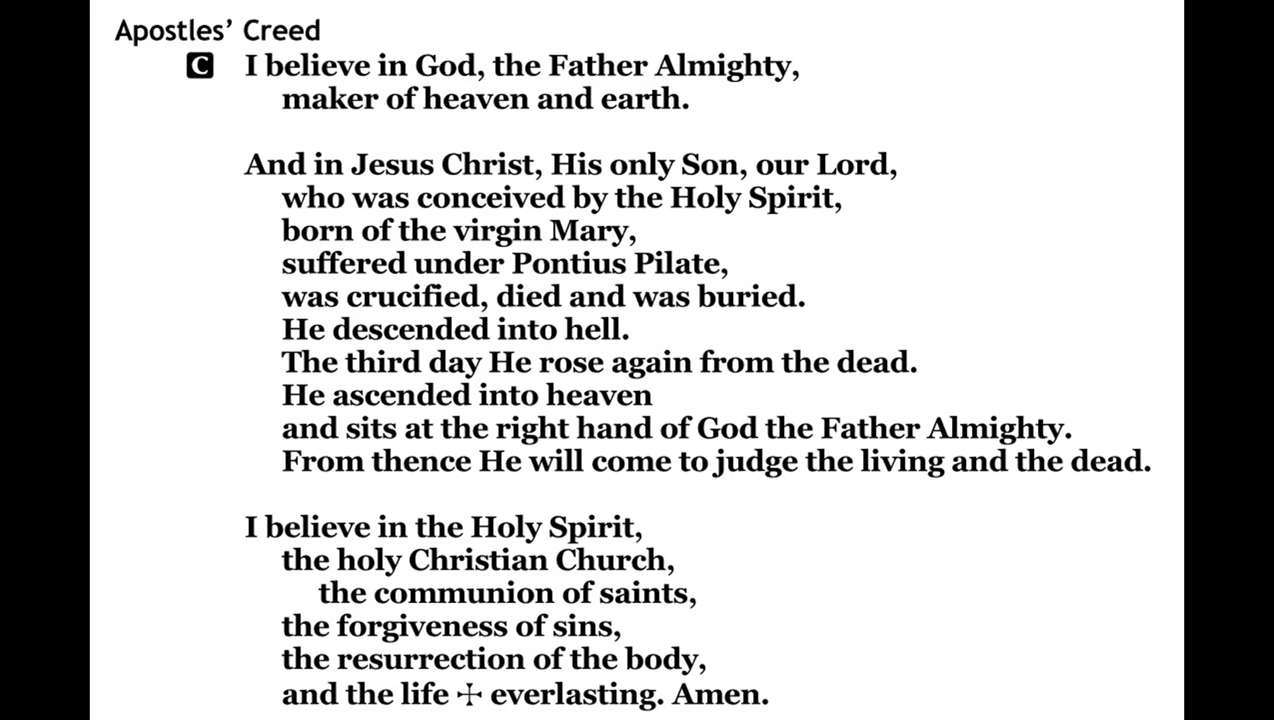 Apostles’ Creed
C I believe in God, the Father Almighty,
maker of heaven and earth.
And in Jesus Christ, His only Son, our Lord,
who was conceived by the Holy Spirit,
born of the virgin Mary,
suffered under Pontius Pilate,
was crucified, died and was buried.
He descended into hell.
The third day He rose again from the dead.
He ascended into heaven
and sits at the right hand of God the Father Almighty.
From thence He will come to judge the living and the dead.
I believe in the Holy Spirit,
the holy Christian Church,
the communion of saints,
the forgiveness of sins,
the resurrection of the body,
and the life ☩ everlasting. Amen.